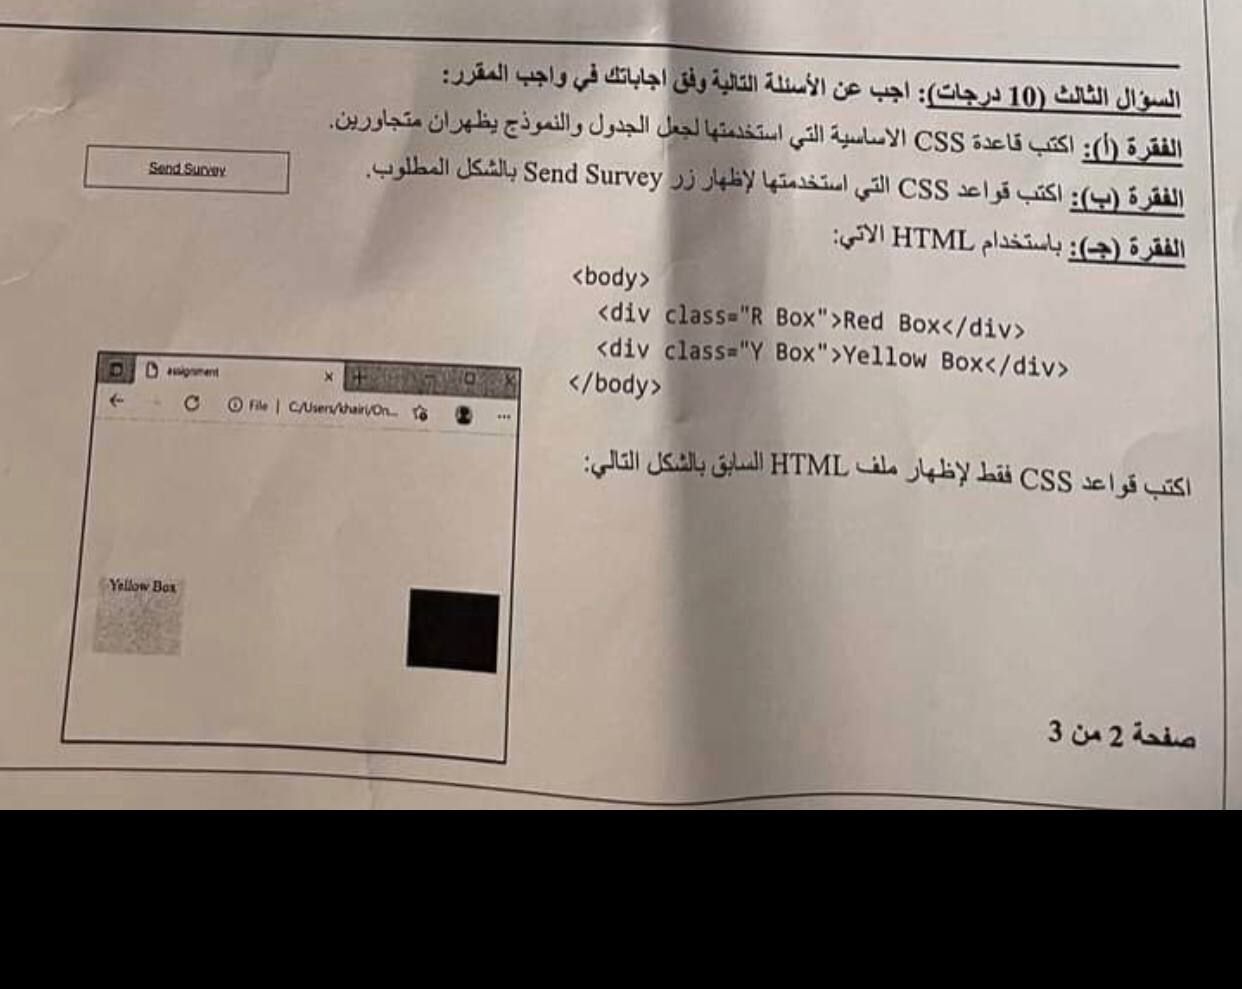 السؤال الثالث (10 درجات): اجب عن الأسئلة التالية وفق اجاباتك في واجب المقرر:
الفقرة (أ): اكتب قاعدة CSS الاساسية التي استخدمتها لجعل الجدول والنموذج يظهران متجاورين.
الفقرة (ب): اكتب قواعد CSS التي استخدمتها لإظهار زر Send Survey بالشكل المطلوب.
Send Survey
الفقرة (جـ): باستخدام HTML الاتي:
<body>
<div class="R Box">Red Box</div>
<div class="Y Box">Yellow Box</div>
</body>
اكتب قواعد CSS فقط لإظهار ملف HTML السابق بالشكل التالي:
assignment
File | C:/Users/khairi/On...
Yellow Box
صفحة 2 من 3